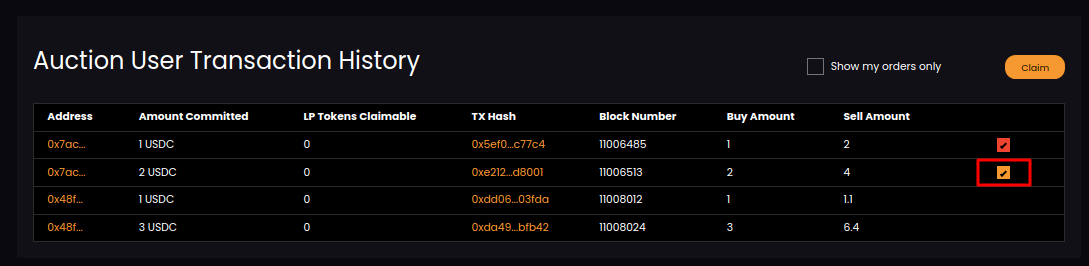 Auction User Transaction History
Show my orders only
Claim
Address Amount Committed LP Tokens Claimable TX Hash Block Number Buy Amount Sell Amount
0x7ac... 1 USDC 0 0x5ef0...c77c4 11006485 1 2
0x7ac... 2 USDC 0 0xe212...d8001 11006513 2 4
0x48f... 1 USDC 0 0xdd06...03fda 11008012 1 1.1
0x48f... 3 USDC 0 0xda49...bfb42 11008024 3 6.4